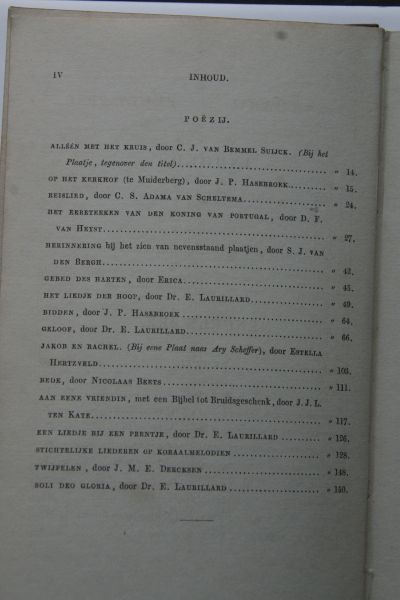 IV INHOUD.
POËZIJ.
ALLÉÉN MET HET KRUIS, door C. J. VAN BEMMEL SUIJCK. (Bij het
Plaatje, tegenover den titel) " 14.
OP HET KERKHOF (te Muiderberg), door J. P. HASEBROEK " 15.
REISLIED, door C. S. ADAMA VAN SCHELTEMA " 24.
HET EERETEEKEN VAN DEN KONING VAN PORTUGAL, door D. F.
VAN HEYST " 27.
HERINNERING bij het zien van nevensstaand plaatjen, door S. J. VAN
DEN BERGH " 42.
GEBED DES HARTEN, door ERICA " 45.
HET LIEDJE DER HOOP, door Dr. E. LAURILLARD " 49.
BIDDEN, door J. P. HASEBROEK " 64.
GELOOF, door Dr. E. LAURILLARD " 66.
JAKOB EN RACHEL. (Bij eene Plaat naar Ary Scheffer), door ESTELLA
HERTZVELD " 103.
BEDE, door NICOLAAS BEETS " 111.
AAN EENE VRIENDIN, met een Bijbel tot Bruidsgeschenk, door J. J. L.
TEN KATE " 117.
EEN LIEDJE BIJ EEN PRENTJE, door Dr. E. LAURILLARD " 126.
STICHTELIJKE LIEDEREN OP KORAALMELODIEN " 128.
TWIJFELEN, door J. M. E. DERCKSEN " 148.
SOLI DEO GLORIA, door Dr. E. LAURILLARD " 150.